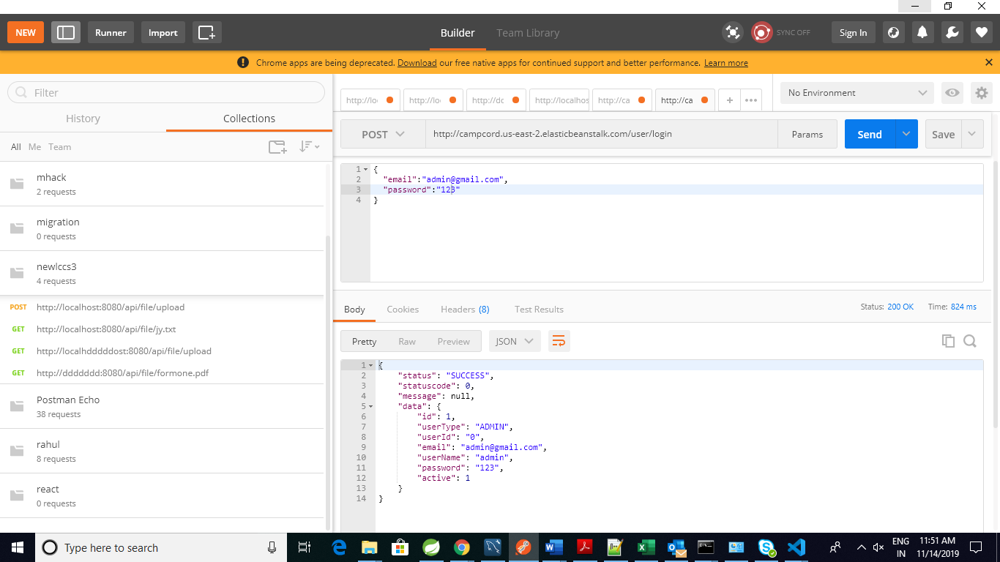 NEW
Runner
Import
Builder
Team Library
SYNC OFF
Sign In
Chrome apps are being deprecated. Download our free native apps for continued support and better performance. Learn more
Filter
History
Collections
All Me Team
mhack
2 requests
migration
0 requests
newlccs3
4 requests
POST http://localhost:8080/api/file/upload
GET http://localhost:8080/api/file/jy.txt
GET http://localhdddddost:8080/api/file/upload
GET http://ddddddd:8080/api/file/formone.pdf
Postman Echo
38 requests
rahul
8 requests
react
0 requests
http://lo
http://lo
http://dc
http://localhos
http://ca
http://ca
No Environment
POST
http://campcord.us-east-2.elasticbeanstalk.com/user/login
Params
Send
Save
1 {
2 "email":"admin@gmail.com",
3 "password":"123"
4 }
Body
Cookies
Headers (8)
Test Results
Status: 200 OK
Time: 824 ms
Pretty
Raw
Preview
JSON
1 {
2 "status": "SUCCESS",
3 "statuscode": 0,
4 "message": null,
5 "data": {
6 "id": 1,
7 "userType": "ADMIN",
8 "userId": "0",
9 "email": "admin@gmail.com",
10 "userName": "admin",
11 "password": "123",
12 "active": 1
13 }
14 }
Type here to search
ENG
IN
11:51 AM
11/14/2019